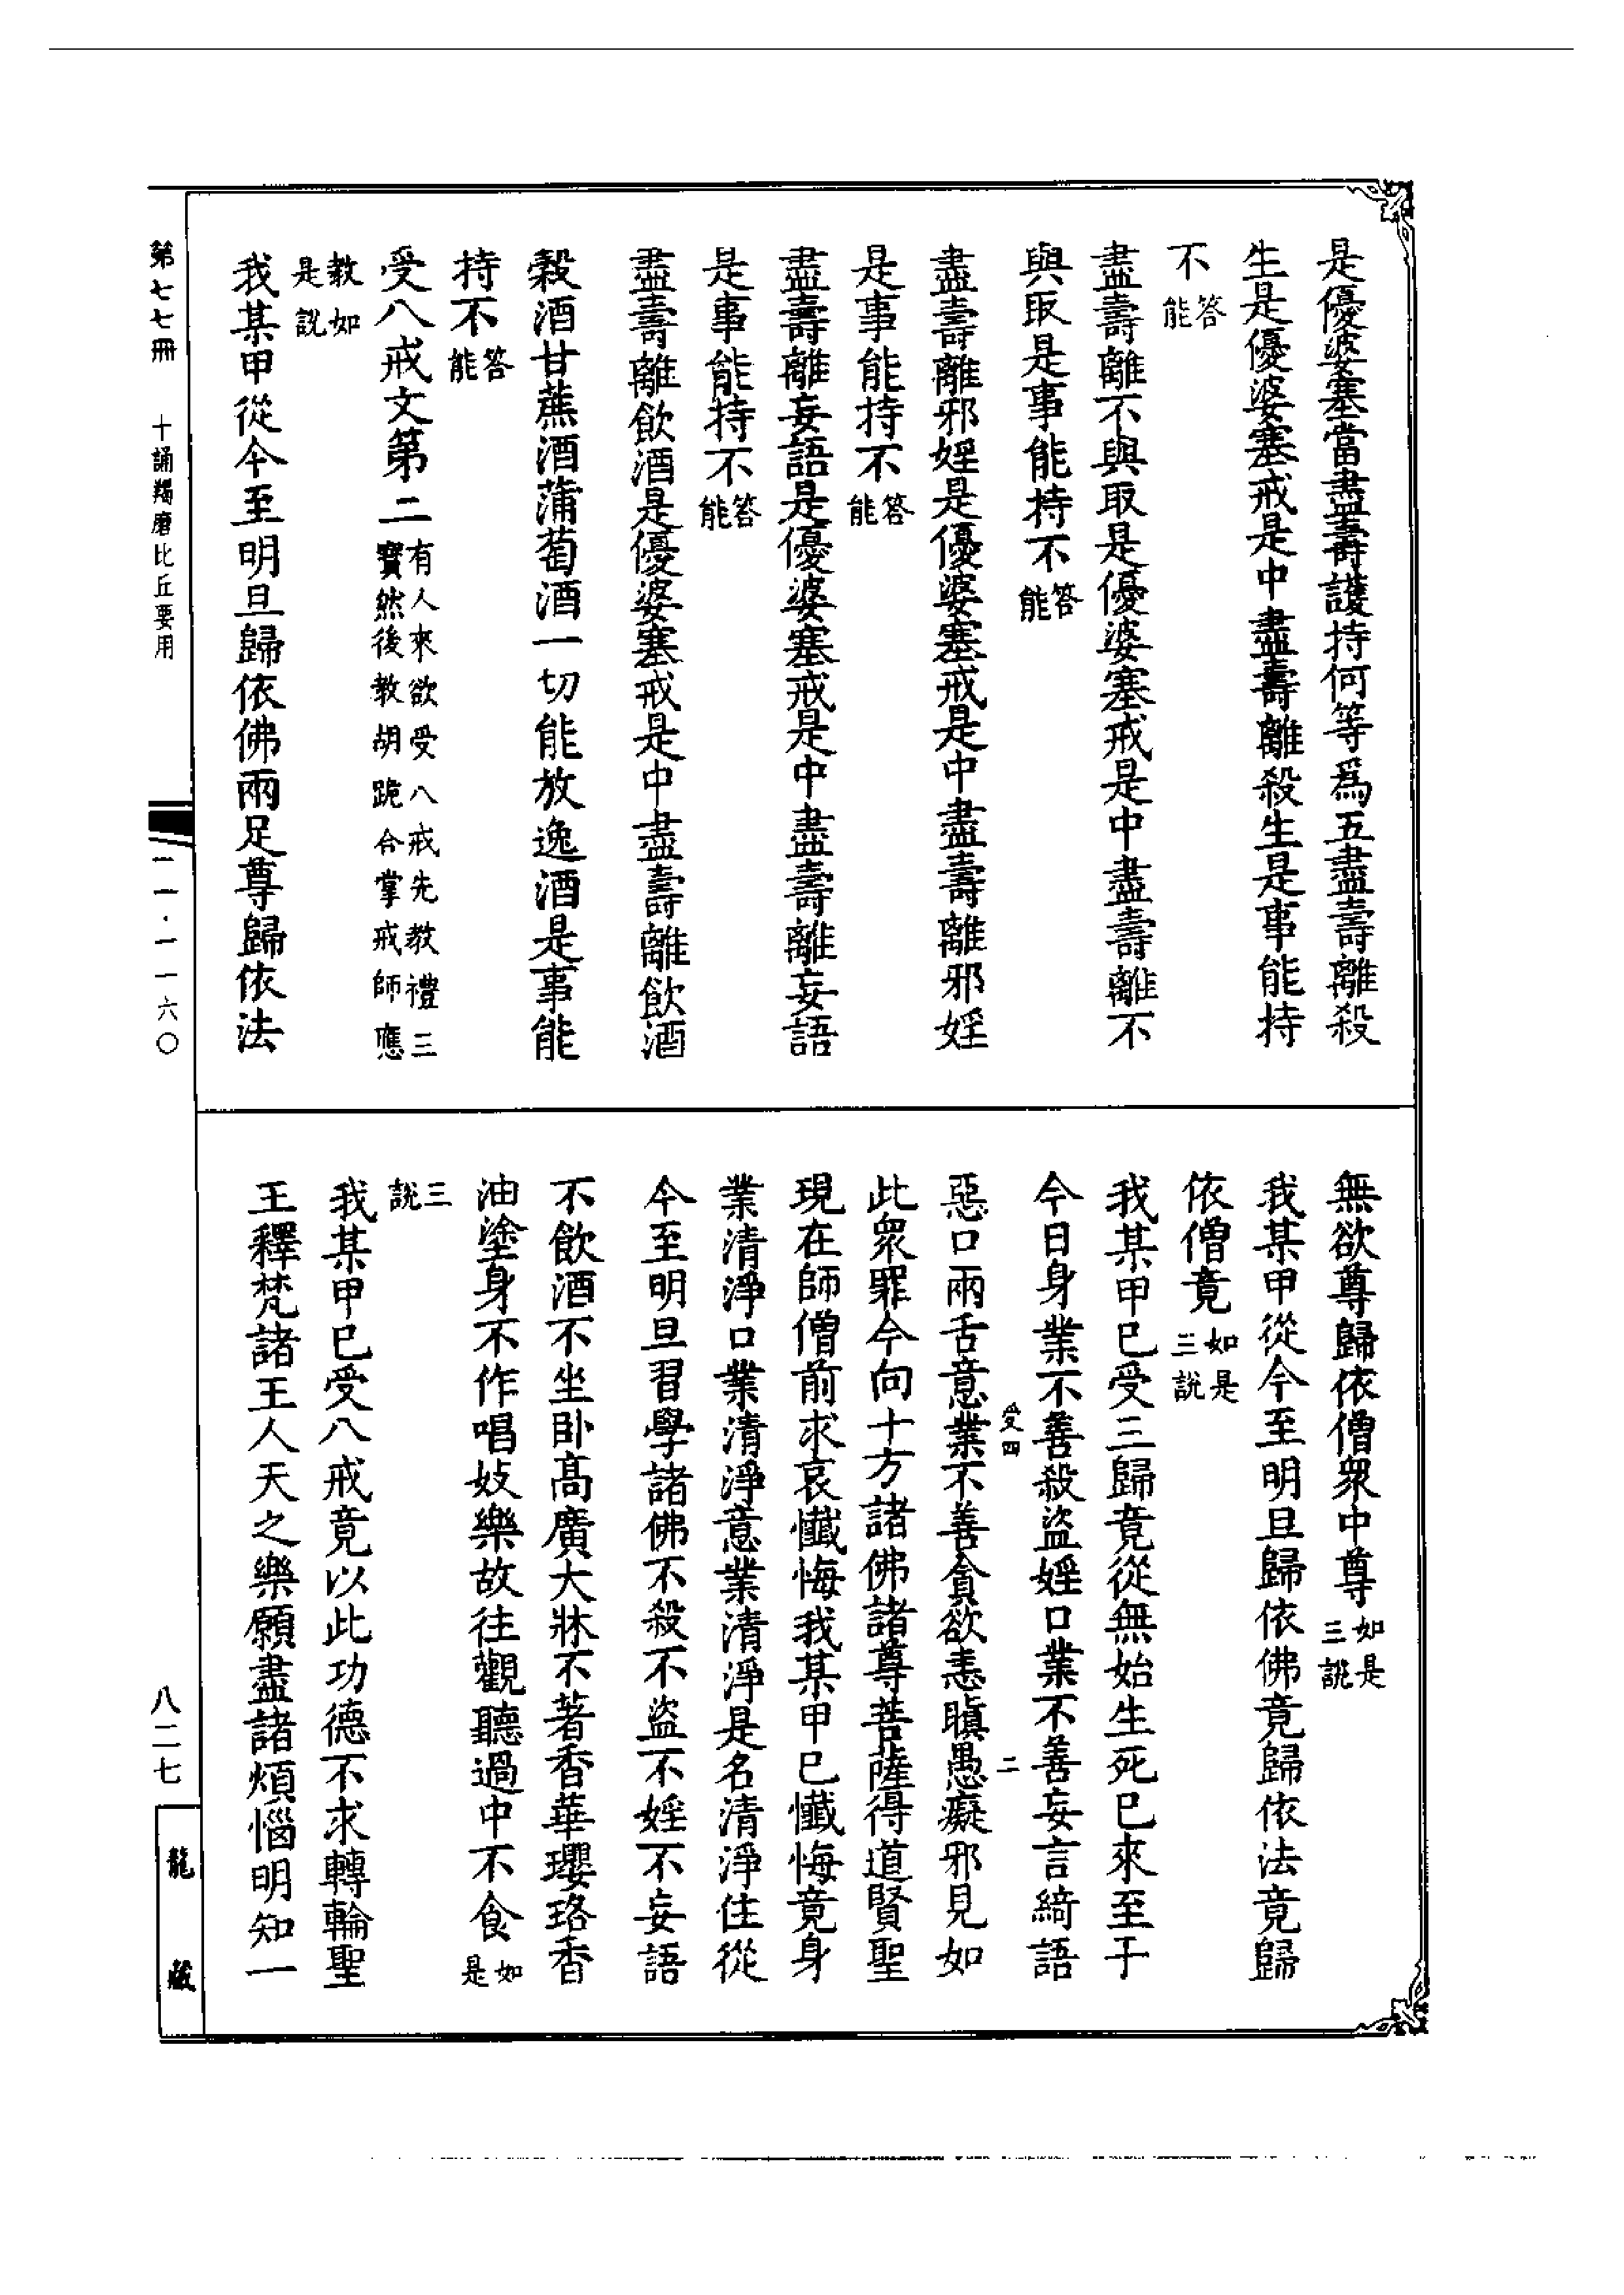 是優婆塞當盡壽護持何等爲五盡壽離殺
生是優婆塞戒是中盡壽離殺生是事能持
不答能
盡壽離不與取是優婆塞戒是中盡壽離不
與取是事能持不答能
盡壽離邪婬是優婆塞戒是中盡壽離邪婬
是事能持不答能
盡壽離妄語是優婆塞戒是中盡壽離妄語
是事能持不答能
盡壽離飲酒是優婆塞戒是中盡壽離飲酒
穀酒甘蔗酒蒲萄酒一切能放逸酒是事能
持不答能
受八戒文第二有人來欲受八戒先教禮三寶然後教胡跪合掌戒師應
教如是說
我某甲從今至明旦歸依佛兩足尊歸依法
無欲尊歸依僧衆中尊如是三說
我某甲從今至明旦歸依佛竟歸依法竟歸
依僧竟如是三說
我某甲巳受三歸竟從無始生死巳來至于
今日身業不善殺盜婬口業不善妄言綺語
受四 二
惡口兩舌意業不善貪欲恚瞋愚癡邪見如
此衆罪今向十方諸佛諸尊菩薩得道賢聖
現在師僧前求哀懺悔我某甲巳懺悔竟身
業清淨口業清淨意業清淨是名清淨住從
今至明旦習學諸佛不殺不盜不婬不妄語
不飲酒不坐卧高廣大牀不著香華瓔珞香
油塗身不作唱妓樂故往觀聽過中不食如是
三說
我某甲巳受八戒竟以此功德不求轉輪聖
王釋梵諸王人天之樂願盡諸煩惱明知一
第七七冊 十誦羯磨比丘要用
一一一·一一六〇
八二七
龍藏